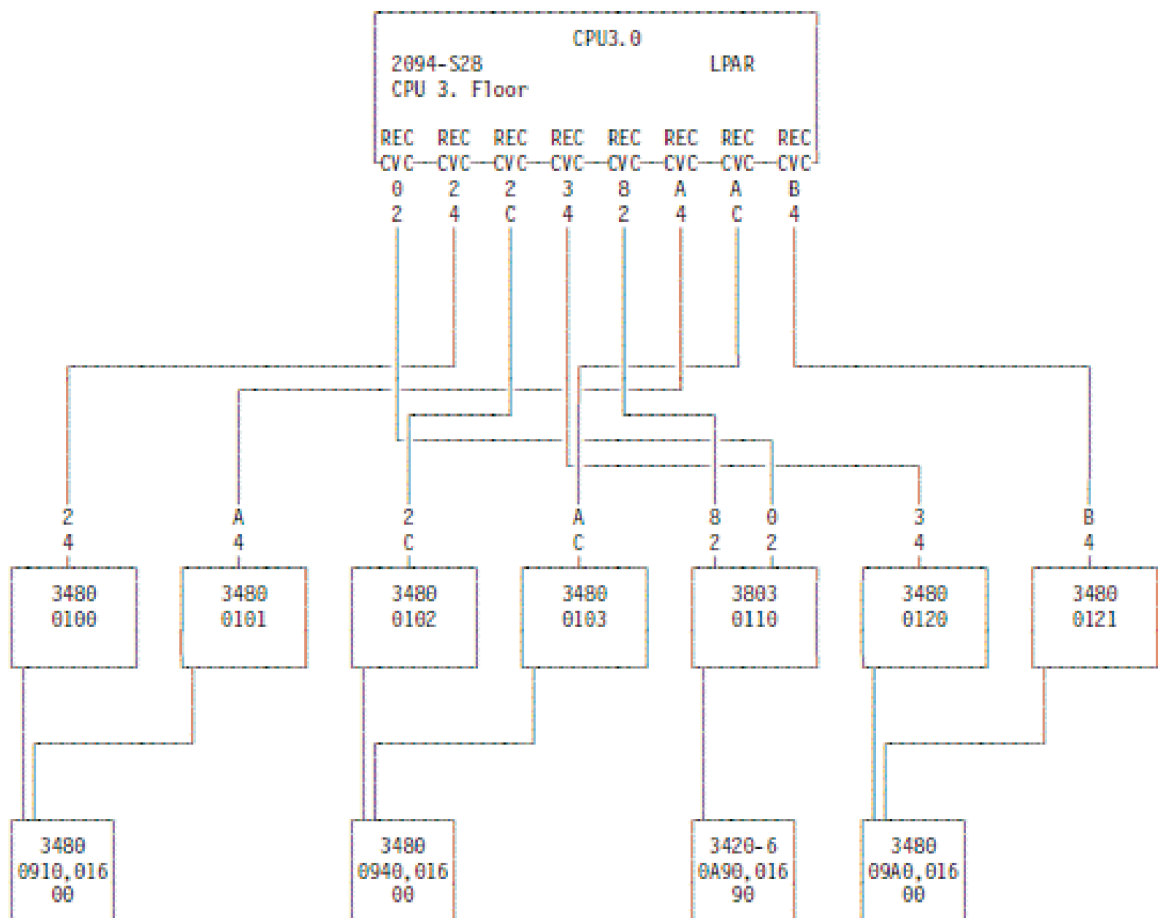 CPU3.0
2094-S28 LPAR
CPU 3. Floor
REC REC REC REC REC REC REC REC
CVC CVC CVC CVC CVC CVC CVC CVC
0 2 2 3 8 A A B
2 4 C 4 2 4 C 4
2 A 2 A 8 0 3 B
4 4 C C 2 2 4 4
3480 3480 3480 3480 3803 3480 3480
0100 0101 0102 0103 0110 0120 0121
3480 3480 3420-6 3480
0910,016 0940,016 0A90,016 09A0,016
00 00 90 00